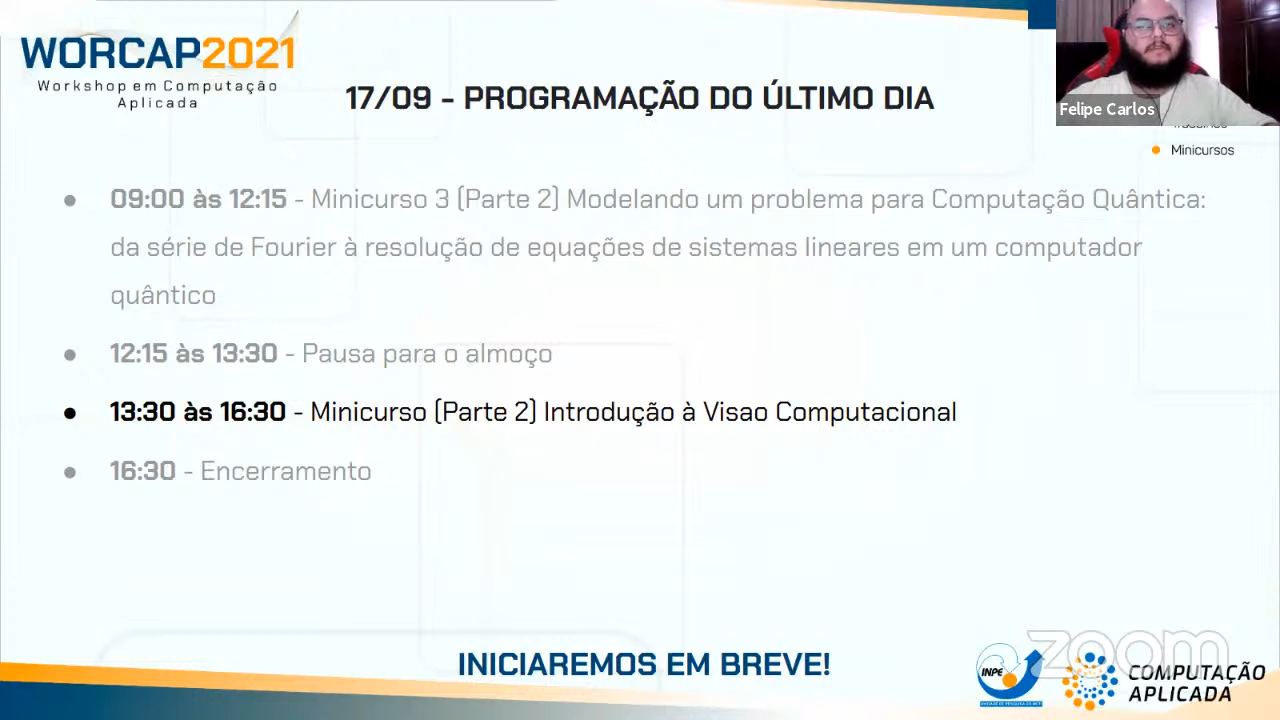 WORCAP2021
Workshop em Computação
Aplicada
17/09 - PROGRAMAÇÃO DO ÚLTIMO DIA
Felipe Carlos
Minicursos
09:00 às 12:15 - Minicurso 3 (Parte 2) Modelando um problema para Computação Quântica:
da série de Fourier à resolução de equações de sistemas lineares em um computador
quântico
12:15 às 13:30 - Pausa para o almoço
13:30 às 16:30 - Minicurso (Parte 2) Introdução à Visao Computacional
16:30 - Encerramento
INICIAREMOS EM BREVE!
INPE
zoom
COMPUTAÇÃO
APLICADA